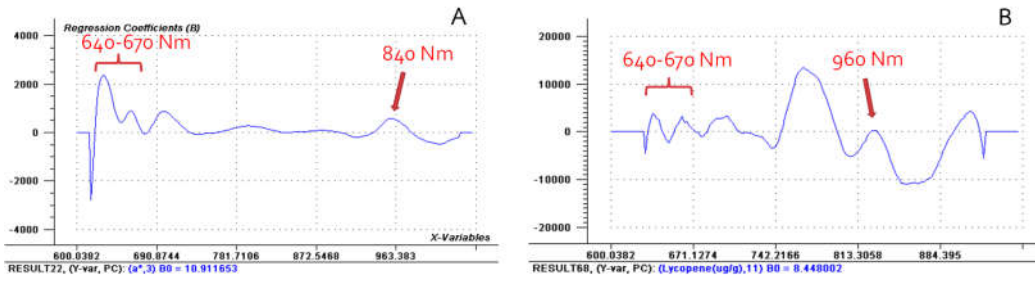 A
Regression Coefficients (B)
4000
2000
0
-2000
-4000
640-670 Nm
840 Nm
X-Variables
600.0382 690.8744 781.7106 872.5468 963.383
RESULT22, (Y-var, PC): (a*,3) B0 = 10.911653
B
20000
10000
0
-10000
-20000
640-670 Nm
960 Nm
600.0382 671.1274 742.2166 813.3058 884.395
RESULT68, (Y-var, PC): (Lycopene(ug/g),11) B0 = 8.448002